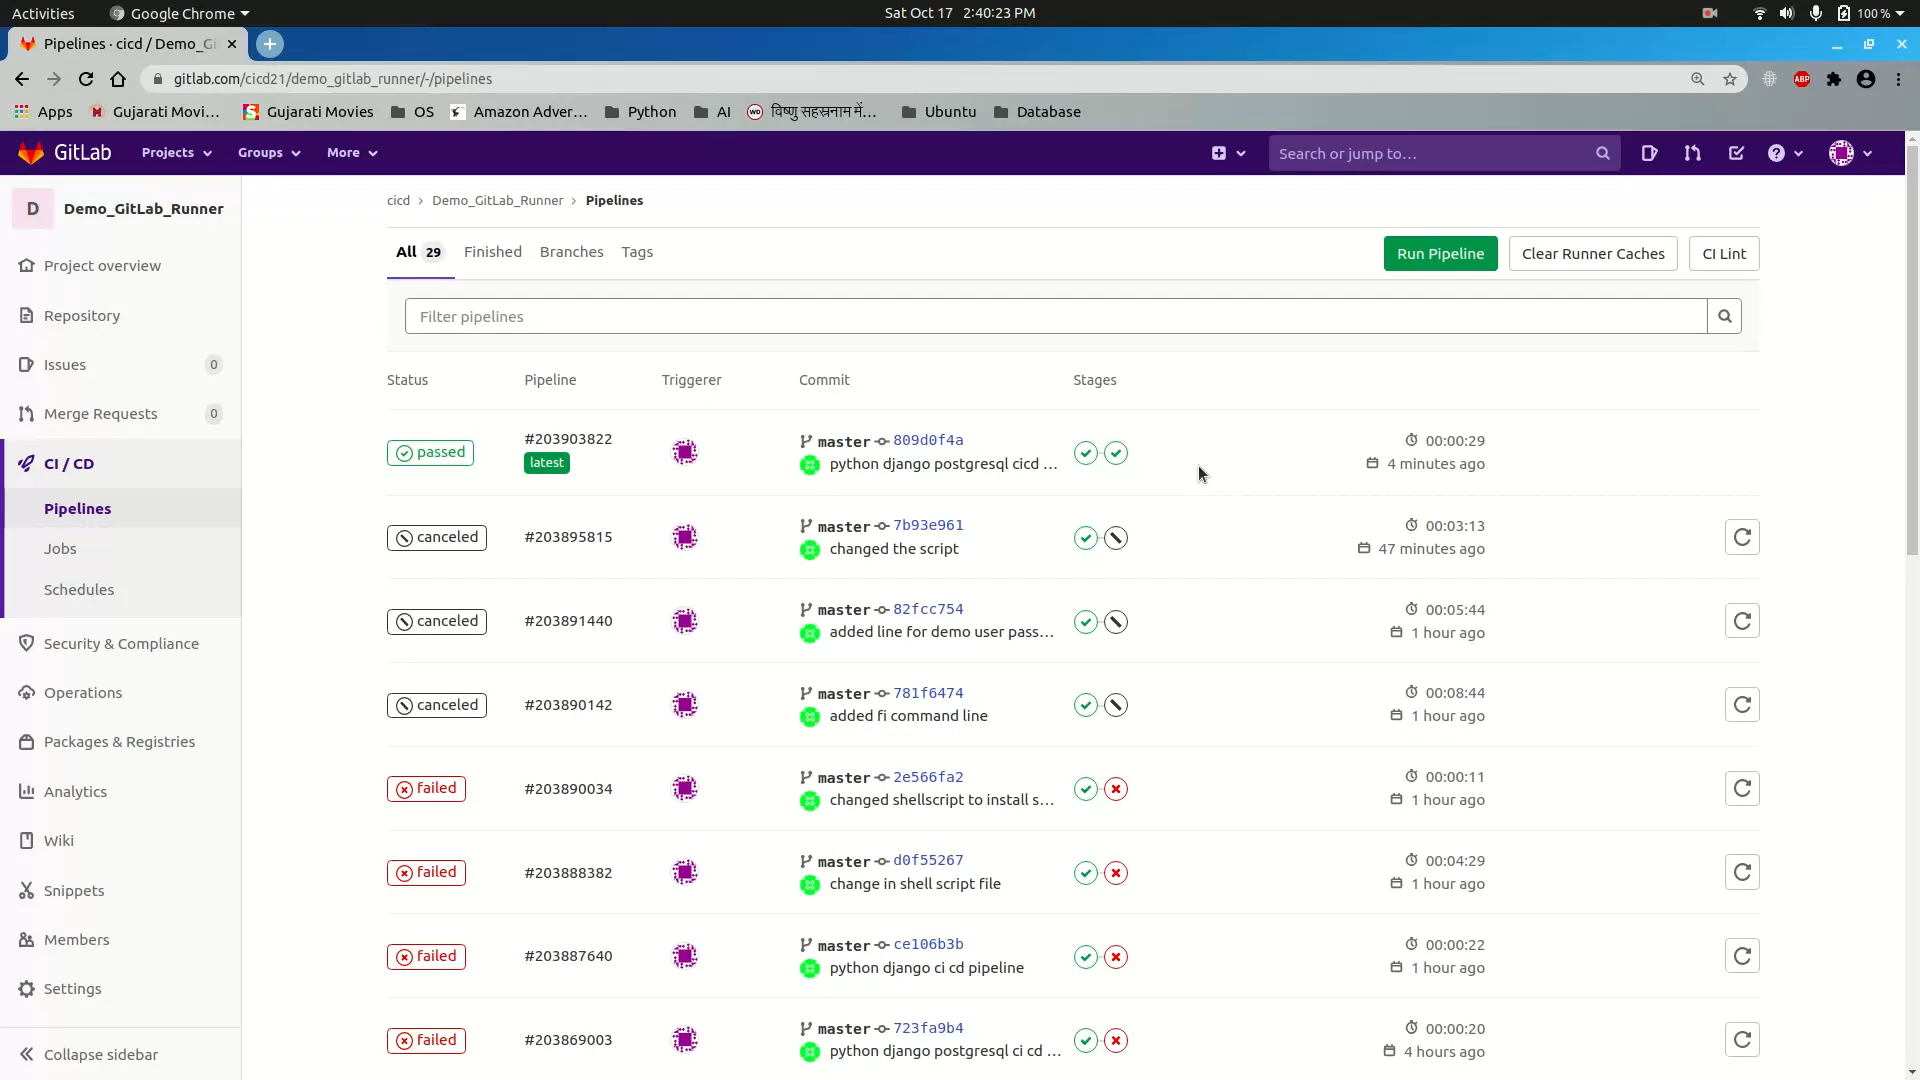 Activities Google Chrome Sat Oct 17 2:40:23 PM 100 %
Pipelines · cicd / Demo_Gi
gitlab.com/cicd21/demo_gitlab_runner/-/pipelines ABP
Apps Gujarati Movi... Gujarati Movies OS Amazon Adver... Python AI विष्णु सहस्रनाम में... Ubuntu Database
GitLab Projects Groups More Search or jump to...
cicd › Demo_GitLab_Runner › Pipelines
D Demo_GitLab_Runner
All 29 Finished Branches Tags Run Pipeline Clear Runner Caches CI Lint
Project overview
Repository
Issues 0
Merge Requests 0
CI / CD
Pipelines
Jobs
Schedules
Security & Compliance
Operations
Packages & Registries
Analytics
Wiki
Snippets
Members
Settings
Collapse sidebar
Filter pipelines
Status Pipeline Triggerer Commit Stages
passed #203903822 master 809d0f4a 00:00:29
latest python django postgresql cicd ... 4 minutes ago
canceled #203895815 master 7b93e961 00:03:13
changed the script 47 minutes ago
canceled #203891440 master 82fcc754 00:05:44
added line for demo user pass... 1 hour ago
canceled #203890142 master 781f6474 00:08:44
added fi command line 1 hour ago
failed #203890034 master 2e566fa2 00:00:11
changed shellscript to install s... 1 hour ago
failed #203888382 master d0f55267 00:04:29
change in shell script file 1 hour ago
failed #203887640 master ce106b3b 00:00:22
python django ci cd pipeline 1 hour ago
failed #203869003 master 723fa9b4 00:00:20
python django postgresql ci cd ... 4 hours ago